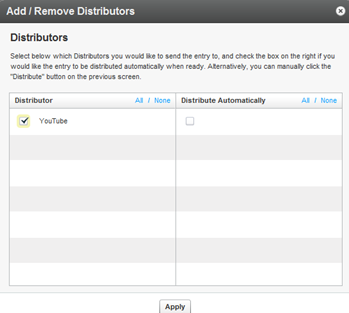 Add / Remove Distributors
Distributors
Select below which Distributors you would like to send the entry to, and check the box on the right if you
would like the entry to be distributed automatically when ready. Alternatively, you can manually click the
"Distribute" button on the previous screen.
Distributor All / None Distribute Automatically All / None
YouTube
Apply